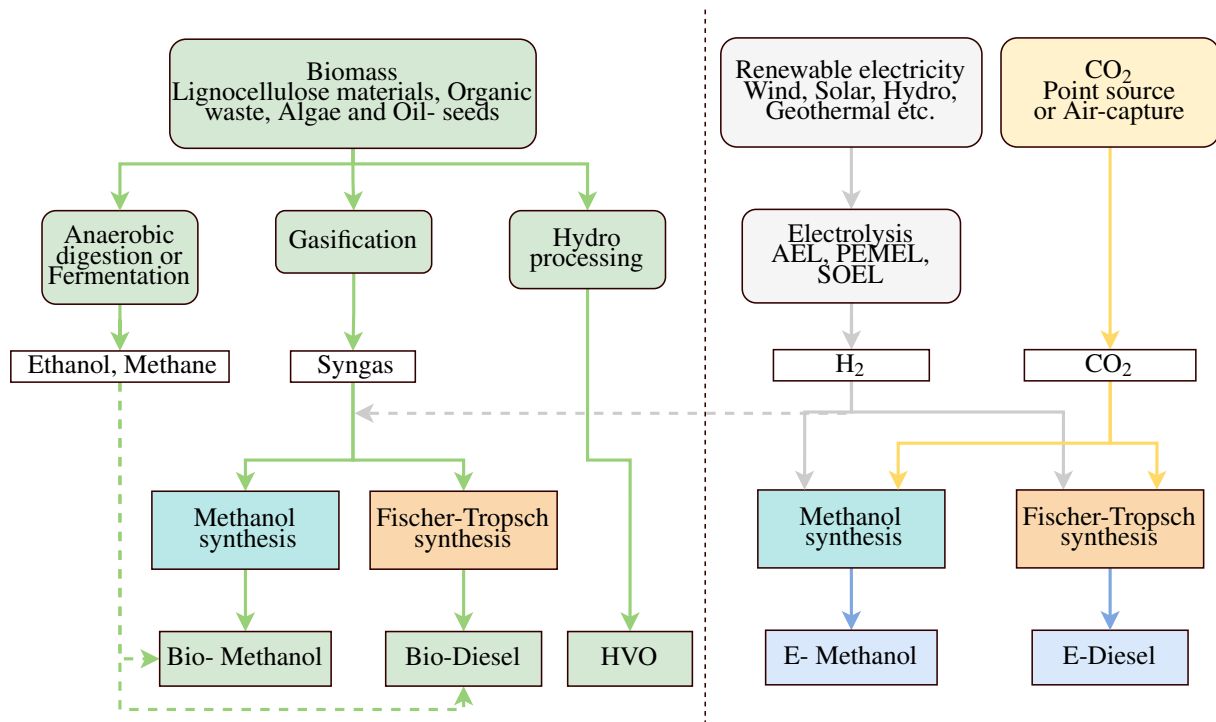 Biomass
Lignocellulose materials, Organic
waste, Algae and Oil- seeds
Renewable electricity
Wind, Solar, Hydro,
Geothermal etc.
CO₂
Point source
or Air-capture
Anaerobic
digestion or
Fermentation
Gasification
Hydro
processing
Electrolysis
AEL, PEMEL,
SOEL
Ethanol, Methane
Syngas
H₂
CO₂
Methanol
synthesis
Fischer-Tropsch
synthesis
Methanol
synthesis
Fischer-Tropsch
synthesis
Bio- Methanol
Bio-Diesel
HVO
E- Methanol
E-Diesel